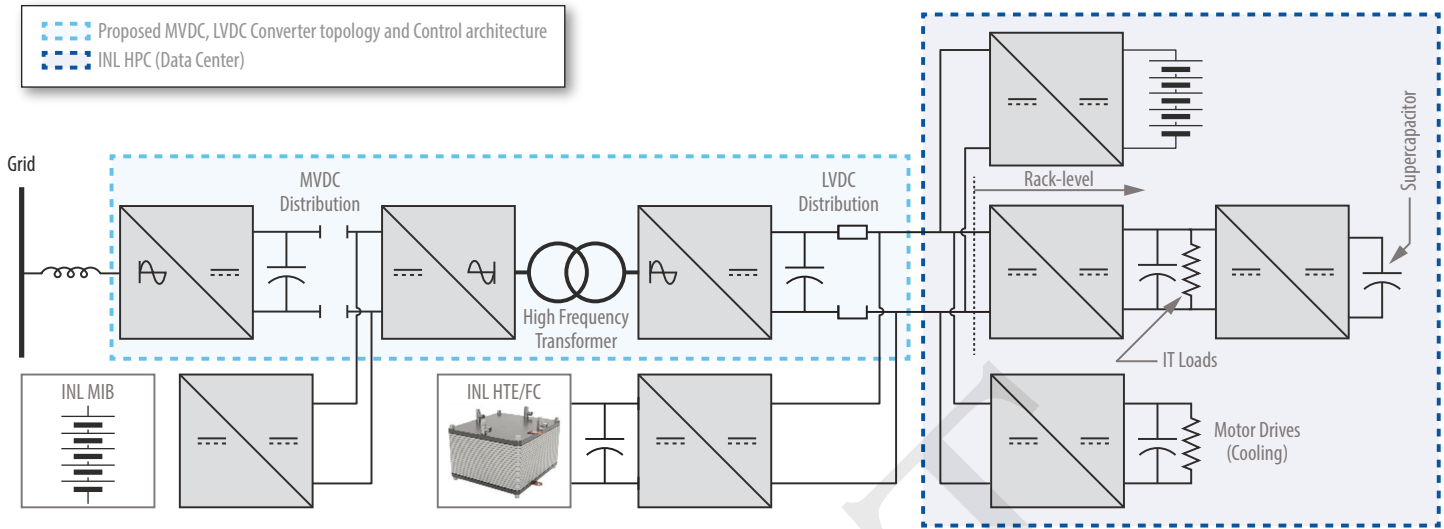 Proposed MVDC, LVDC Converter topology and Control architecture
INL HPC (Data Center)
Grid
MVDC
Distribution
High Frequency
Transformer
LVDC
Distribution
Rack-level
Supercapacitor
IT Loads
INL MIB
INL HTE/FC
Motor Drives
(Cooling)